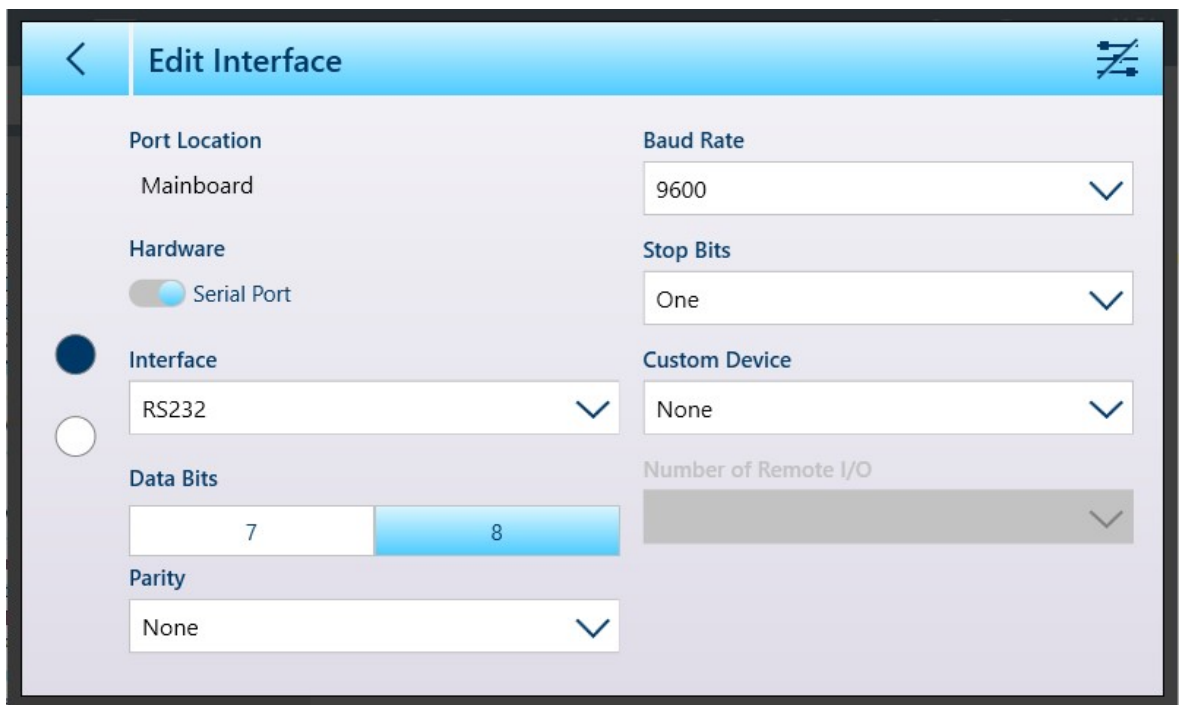 Edit Interface
Port Location
Mainboard
Hardware
Serial Port
Interface
RS232
Data Bits
7 8
Parity
None
Baud Rate
9600
Stop Bits
One
Custom Device
None
Number of Remote I/O